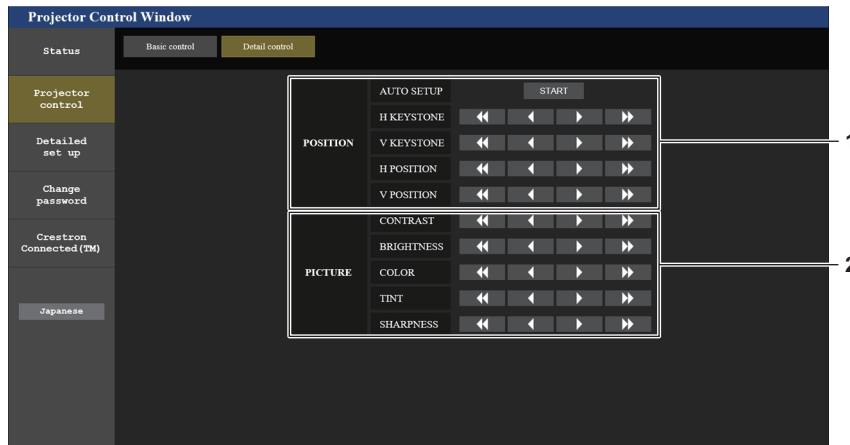 Projector Control Window
Status
Basic control
Detail control
Projector
control
Detailed
set up
Change
password
Crestron
Connected(TM)
Japanese
POSITION
AUTO SETUP
START
H KEYSTONE
V KEYSTONE
H POSITION
V POSITION
1
PICTURE
CONTRAST
BRIGHTNESS
COLOR
TINT
SHARPNESS
2